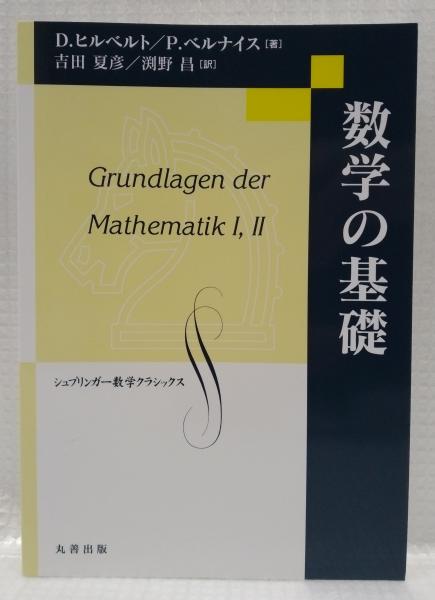 D.ヒルベルト／P.ベルナイス[著]
吉田 夏彦／渕野 昌[訳]
数学の基礎
Grundlagen der
Mathematik I, II
シュプリンガー数学クラシックス
丸善出版